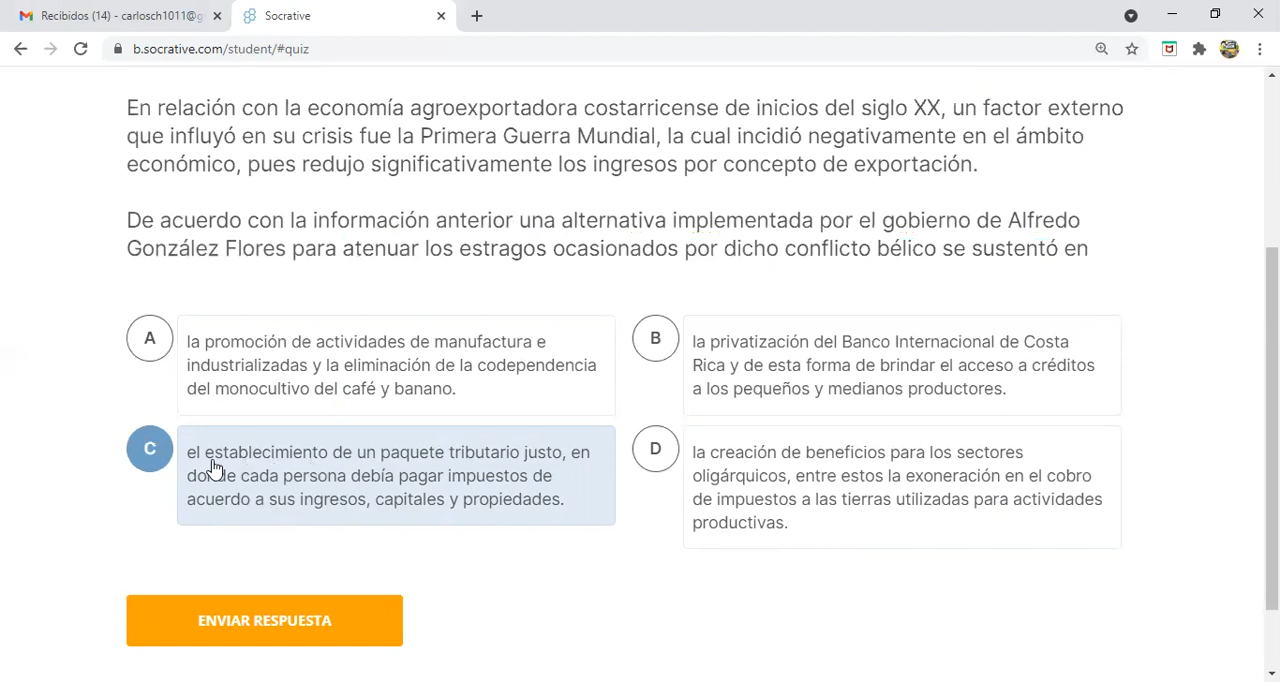 Recibidos (14) - carlosch1011@g
Socrative
b.socrative.com/student/#quiz
En relación con la economía agroexportadora costarricense de inicios del siglo XX, un factor externo
que influyó en su crisis fue la Primera Guerra Mundial, la cual incidió negativamente en el ámbito
económico, pues redujo significativamente los ingresos por concepto de exportación.
De acuerdo con la información anterior una alternativa implementada por el gobierno de Alfredo
González Flores para atenuar los estragos ocasionados por dicho conflicto bélico se sustentó en
A
la promoción de actividades de manufactura e
industrializadas y la eliminación de la codependencia
del monocultivo del café y banano.
B
la privatización del Banco Internacional de Costa
Rica y de esta forma de brindar el acceso a créditos
a los pequeños y medianos productores.
C
el establecimiento de un paquete tributario justo, en
donde cada persona debía pagar impuestos de
acuerdo a sus ingresos, capitales y propiedades.
D
la creación de beneficios para los sectores
oligárquicos, entre estos la exoneración en el cobro
de impuestos a las tierras utilizadas para actividades
productivas.
ENVIAR RESPUESTA